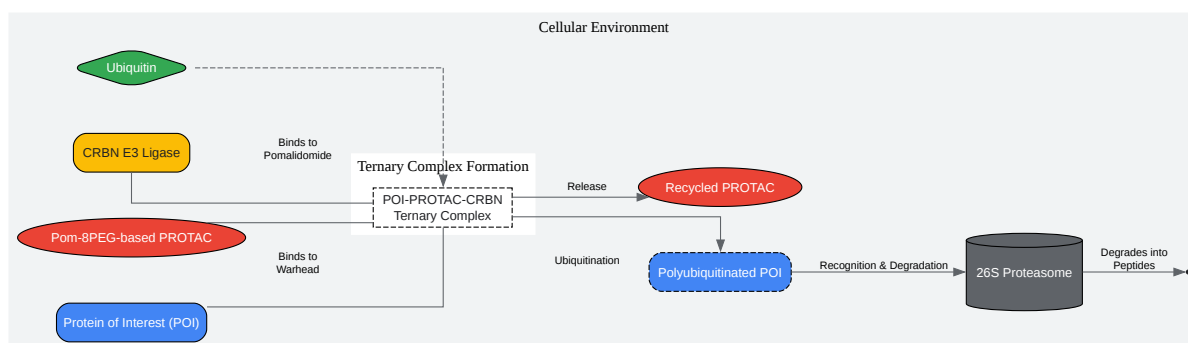 Cellular Environment
Ubiquitin
CRBN E3 Ligase
Binds to
Pomalidomide
Ternary Complex Formation
POI-PROTAC-CRBN
Ternary Complex
Release
Recycled PROTAC
Pom-8PEG-based PROTAC
Binds to
Warhead
Ubiquitination
Polyubiquitinated POI
Recognition & Degradation
26S Proteasome
Degrades into
Peptides
Protein of Interest (POI)